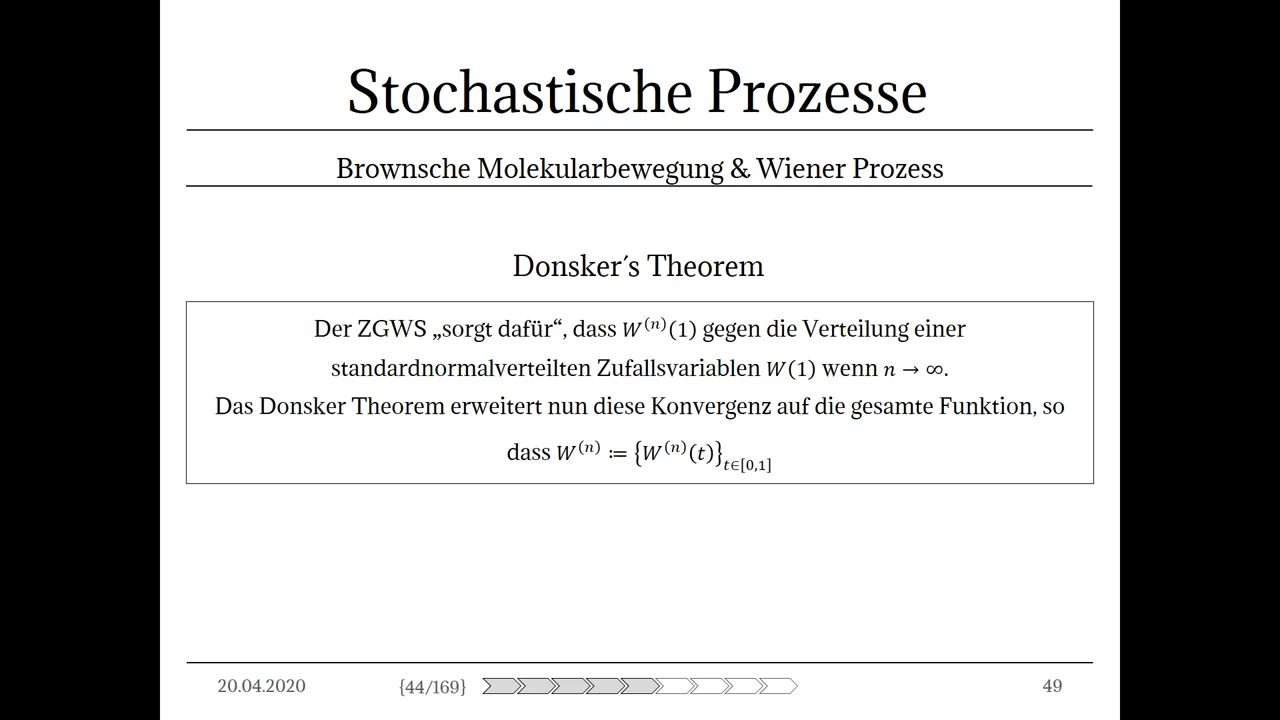 Stochastische Prozesse
Brownsche Molekularbewegung & Wiener Prozess
Donsker´s Theorem
Der ZGWS „sorgt dafür“, dass W⁽ⁿ⁾(1) gegen die Verteilung einer
standardnormalverteilten Zufallsvariablen W(1) wenn n → ∞.
Das Donsker Theorem erweitert nun diese Konvergenz auf die gesamte Funktion, so
dass W⁽ⁿ⁾ ≔ {W⁽ⁿ⁾(t)}_{t∈[0,1]}
20.04.2020 {44/169} 49